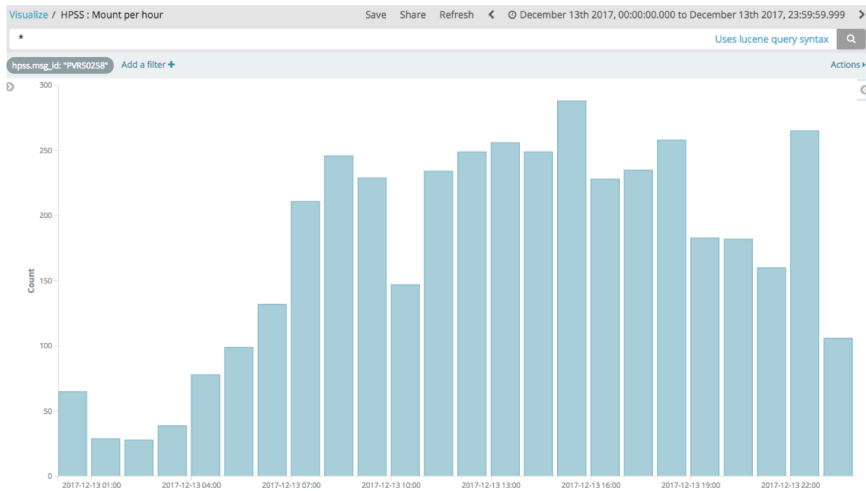 Visualize / HPSS : Mount per hour Save Share Refresh December 13th 2017, 00:00:00.000 to December 13th 2017, 23:59:59.999
* Uses lucene query syntax
hpss.msg_id: "PVRS0258" Add a filter + Actions
300
250
200
150
100
50
0
Count
2017-12-13 01:00 2017-12-13 04:00 2017-12-13 07:00 2017-12-13 10:00 2017-12-13 13:00 2017-12-13 16:00 2017-12-13 19:00 2017-12-13 22:00